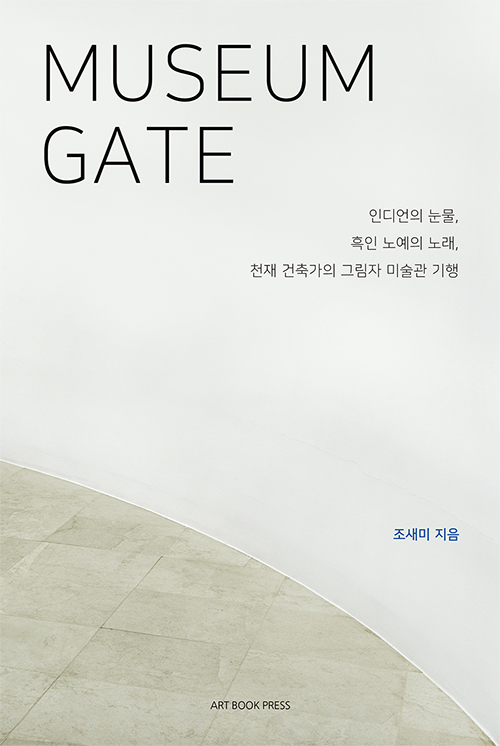 MUSEUM
GATE
인디언의 눈물,
흑인 노예의 노래,
천재 건축가의 그림자 미술관 기행
조새미 지음
ART BOOK PRESS